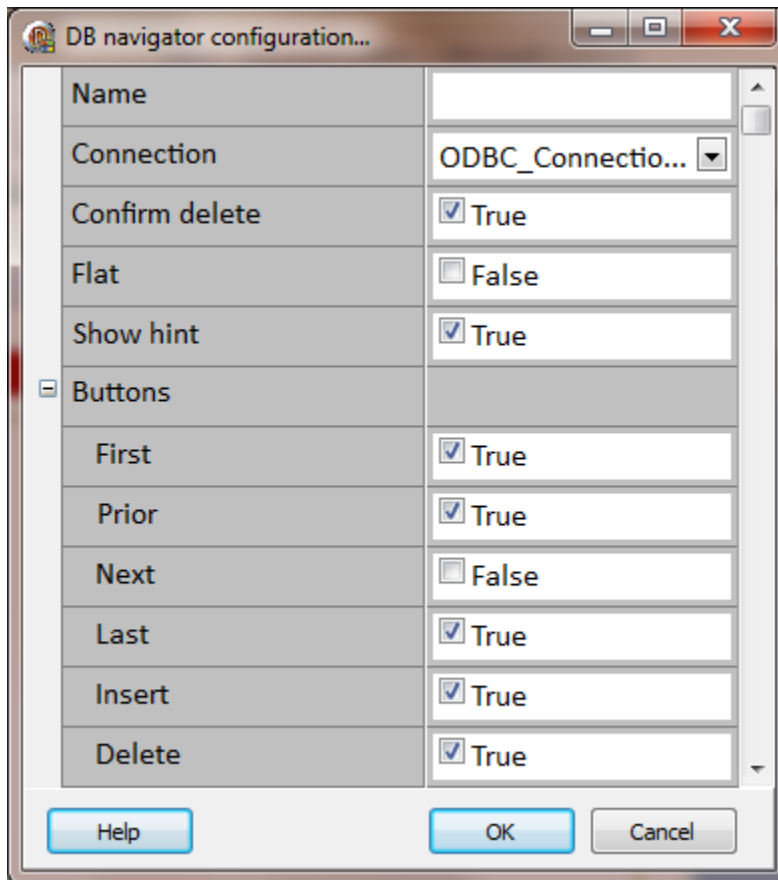 DB navigator configuration...
Name
Connection ODBC_Connectio...
Confirm delete True
Flat False
Show hint True
Buttons
First True
Prior True
Next False
Last True
Insert True
Delete True
Help OK Cancel